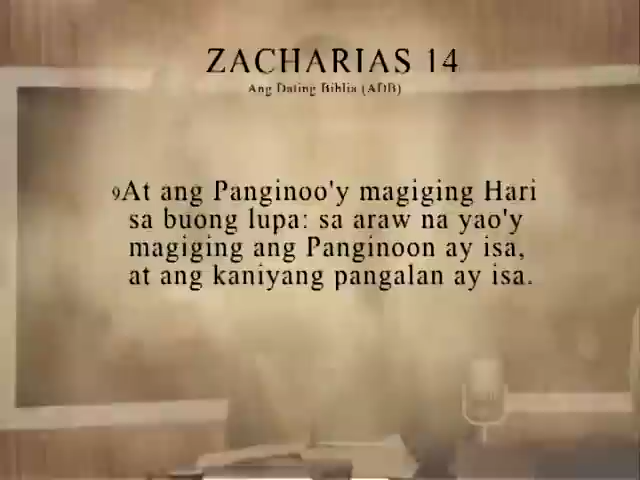 ZACHARIAS 14
Ang Dating Biblia (ADB)
9At ang Panginoo'y magiging Hari
sa buong lupa: sa araw na yao'y
magiging ang Panginoon ay isa,
at ang kaniyang pangalan ay isa.